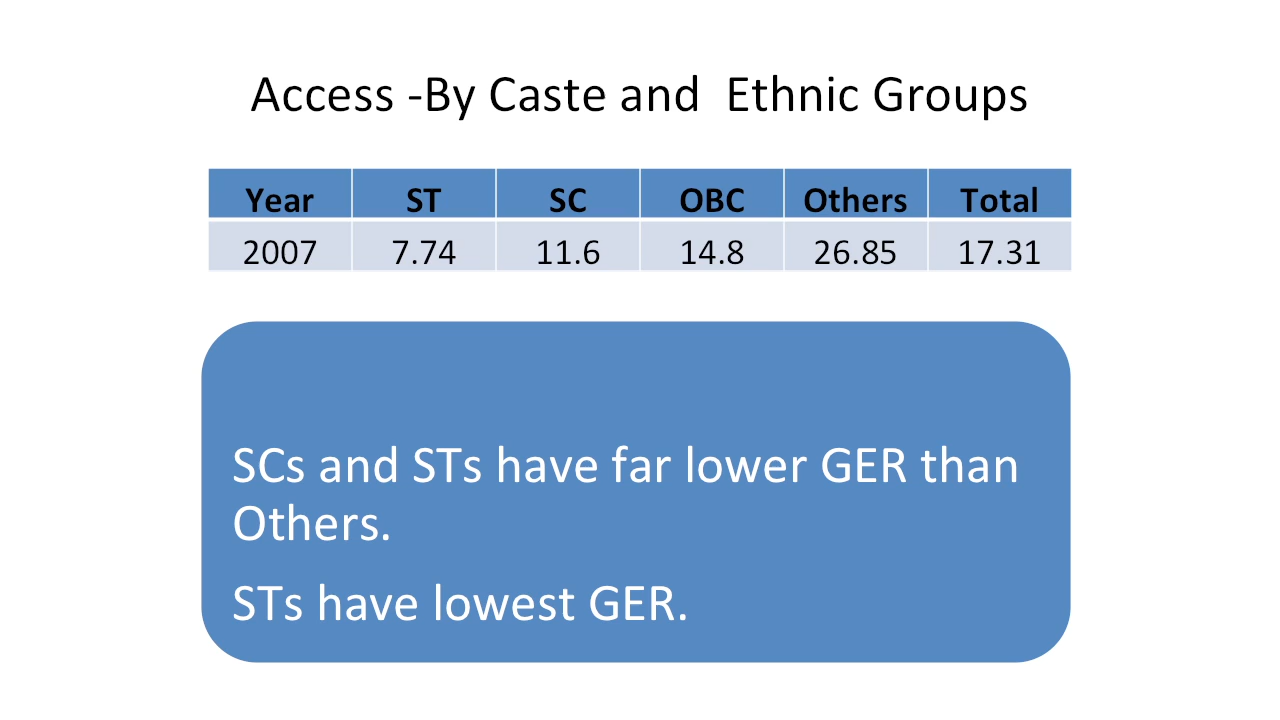 Access -By Caste and  Ethnic Groups
Year ST SC OBC Others Total
2007 7.74 11.6 14.8 26.85 17.31
SCs and STs have far lower GER than
Others.
STs have lowest GER.